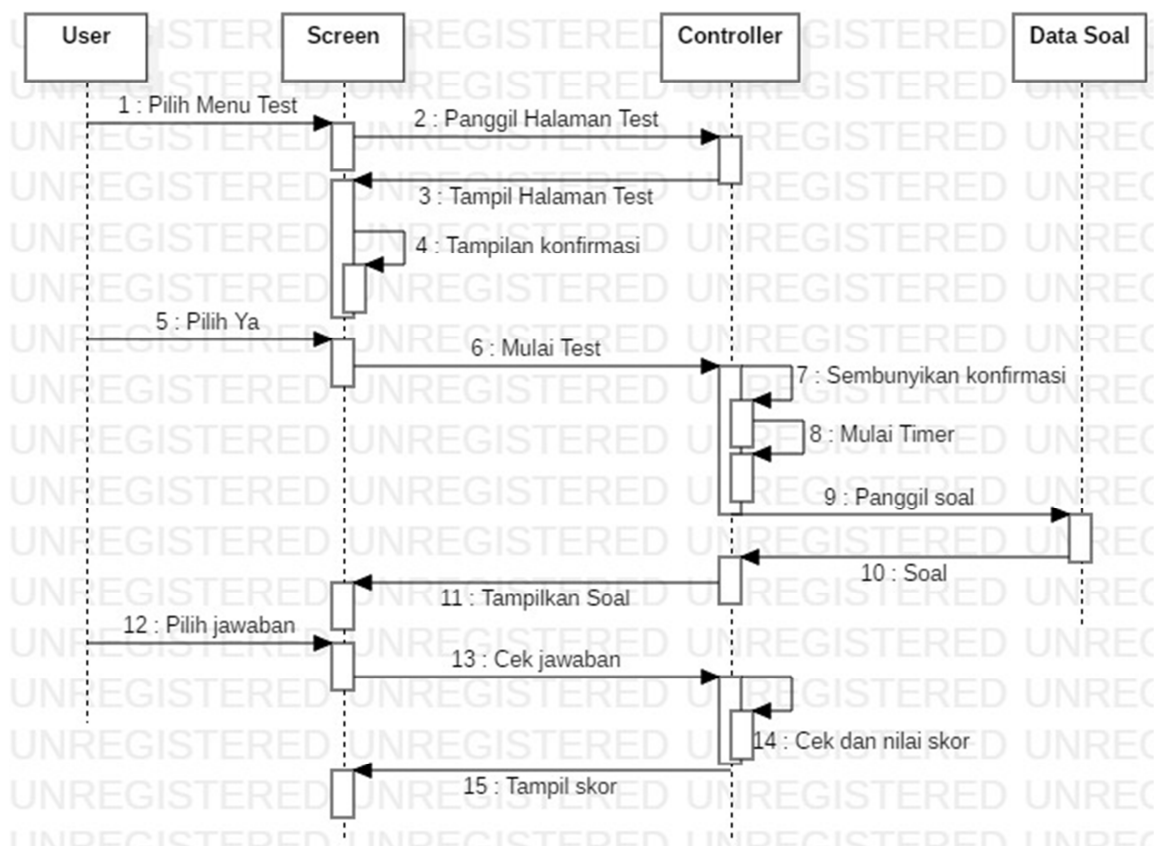 User
Screen
Controller
Data Soal
1 : Pilih Menu Test
2 : Panggil Halaman Test
3 : Tampil Halaman Test
4 : Tampilan konfirmasi
5 : Pilih Ya
6 : Mulai Test
7 : Sembunyikan konfirmasi
8 : Mulai Timer
9 : Panggil soal
10 : Soal
11 : Tampilkan Soal
12 : Pilih jawaban
13 : Cek jawaban
14 : Cek dan nilai skor
15 : Tampil skor
UNREGISTERED